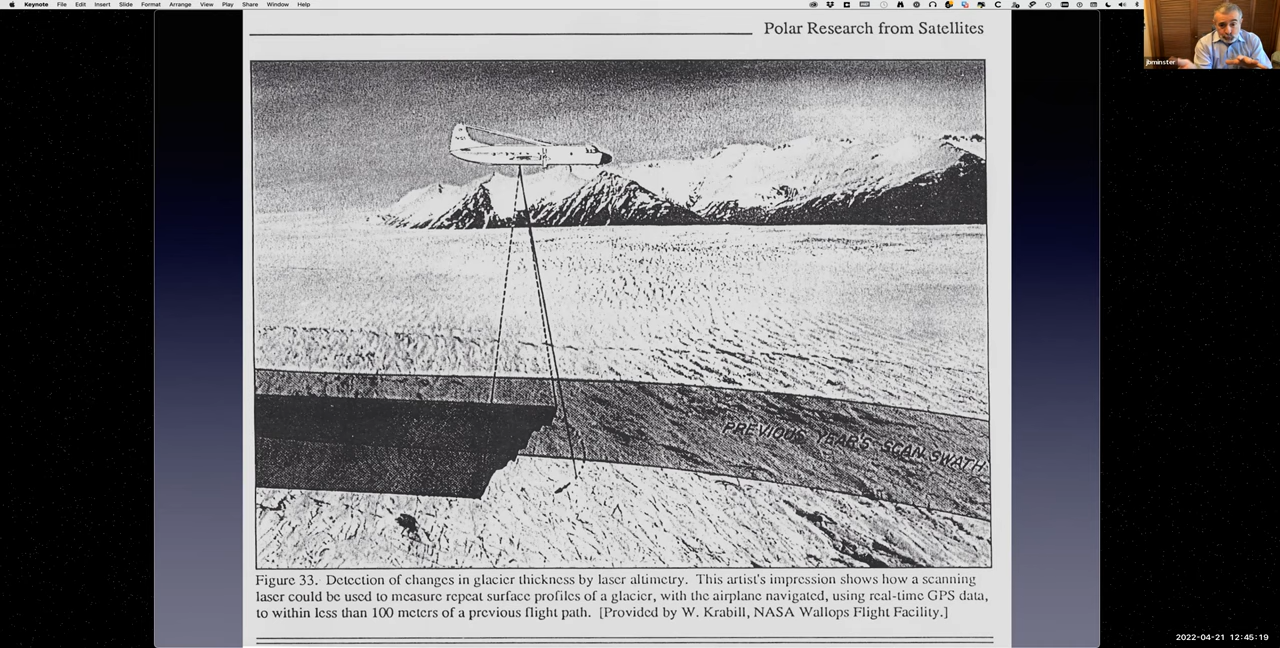 Keynote File Edit Insert Slide Format Arrange View Play Share Window Help
jbminster
Polar Research from Satellites
PREVIOUS YEAR'S SCAN SWATH
Figure 33. Detection of changes in glacier thickness by laser altimetry. This artist's impression shows how a scanning
laser could be used to measure repeat surface profiles of a glacier, with the airplane navigated, using real-time GPS data,
to within less than 100 meters of a previous flight path. [Provided by W. Krabill, NASA Wallops Flight Facility.]
2022-04-21 12:45:19